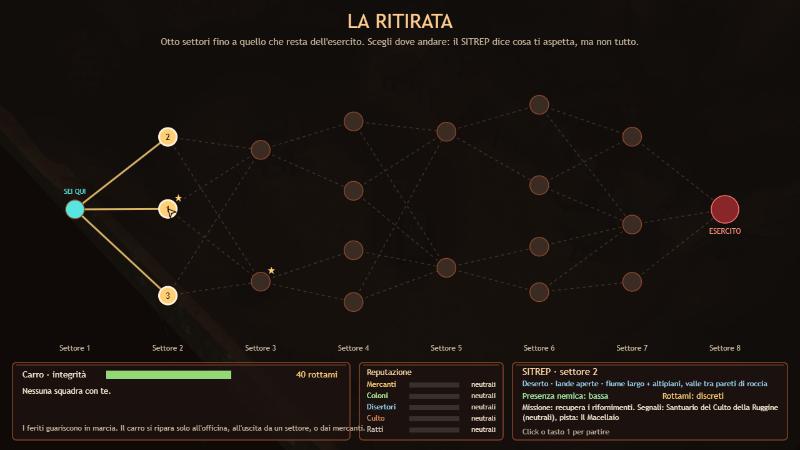 LA RITIRATA
Otto settori fino a quello che resta dell'esercito. Scegli dove andare: il SITREP dice cosa ti aspetta, ma non tutto.
2
SEI QUI
3
ESERCITO
Settore 1
Settore 2
Settore 3
Settore 4
Settore 5
Settore 6
Settore 7
Settore 8
Carro · integrità
40 rottami
Nessuna squadra con te.
I feriti guariscono in marcia. Il carro si ripara solo all'officina, all'uscita da un settore, o dai mercanti.
Reputazione
Mercanti neutrali
Coloni neutrali
Disertori neutrali
Culto neutrali
Ratti neutrali
SITREP · settore 2
Deserto · lande aperte · fiume largo + altipiani, valle tra pareti di roccia
Presenza nemica: bassa
Rottami: discreti
Missione: recupera i rifornimenti. Segnali: Santuario del Culto della Ruggine
(neutrali), pista: Il Macellaio
Click o tasto 1 per partire